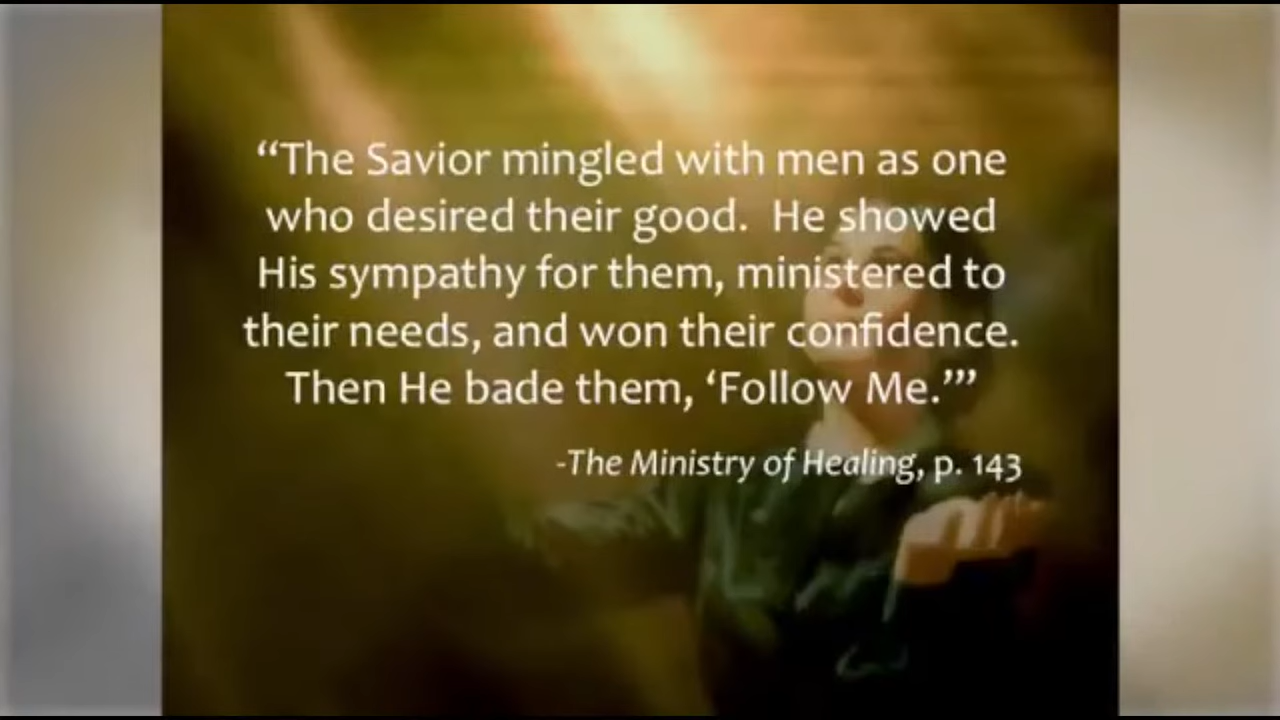 “The Savior mingled with men as one
who desired their good.  He showed
His sympathy for them, ministered to
their needs, and won their confidence.
Then He bade them, ‘Follow Me.’”
-The Ministry of Healing, p. 143